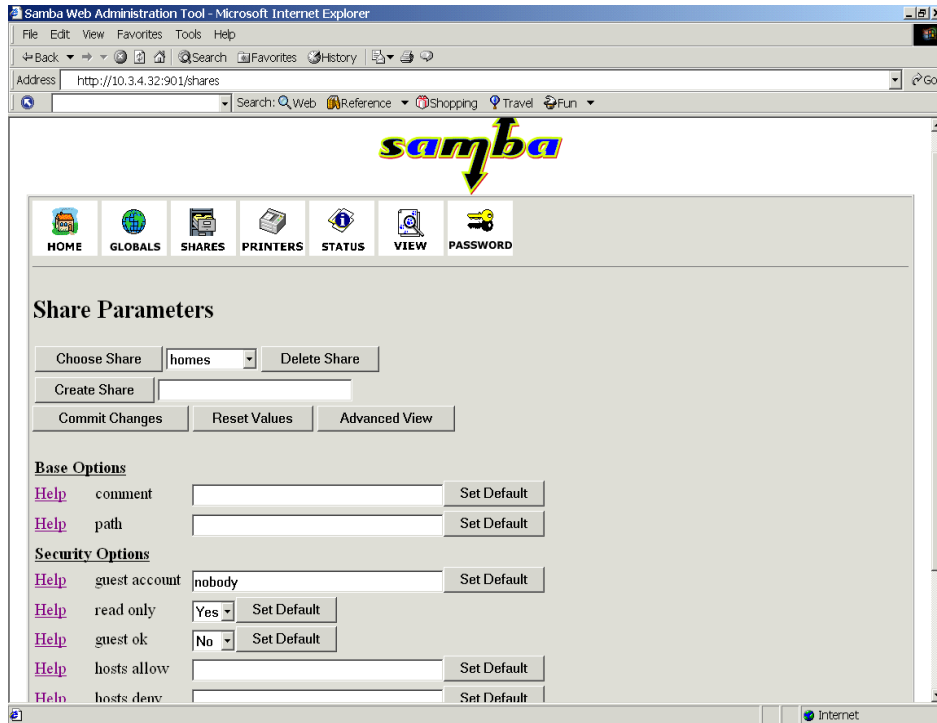 Samba Web Administration Tool - Microsoft Internet Explorer
File Edit View Favorites Tools Help
Back Search Favorites History
Address http://10.3.4.32:901/shares Go
Search: Web Reference Shopping Travel Fun
samba
HOME GLOBALS SHARES PRINTERS STATUS VIEW PASSWORD
Share Parameters
Choose Share homes Delete Share
Create Share
Commit Changes Reset Values Advanced View
Base Options
Help comment Set Default
Help path Set Default
Security Options
Help guest account nobody Set Default
Help read only Yes Set Default
Help guest ok No Set Default
Help hosts allow Set Default
Help hosts deny Set Default
Internet